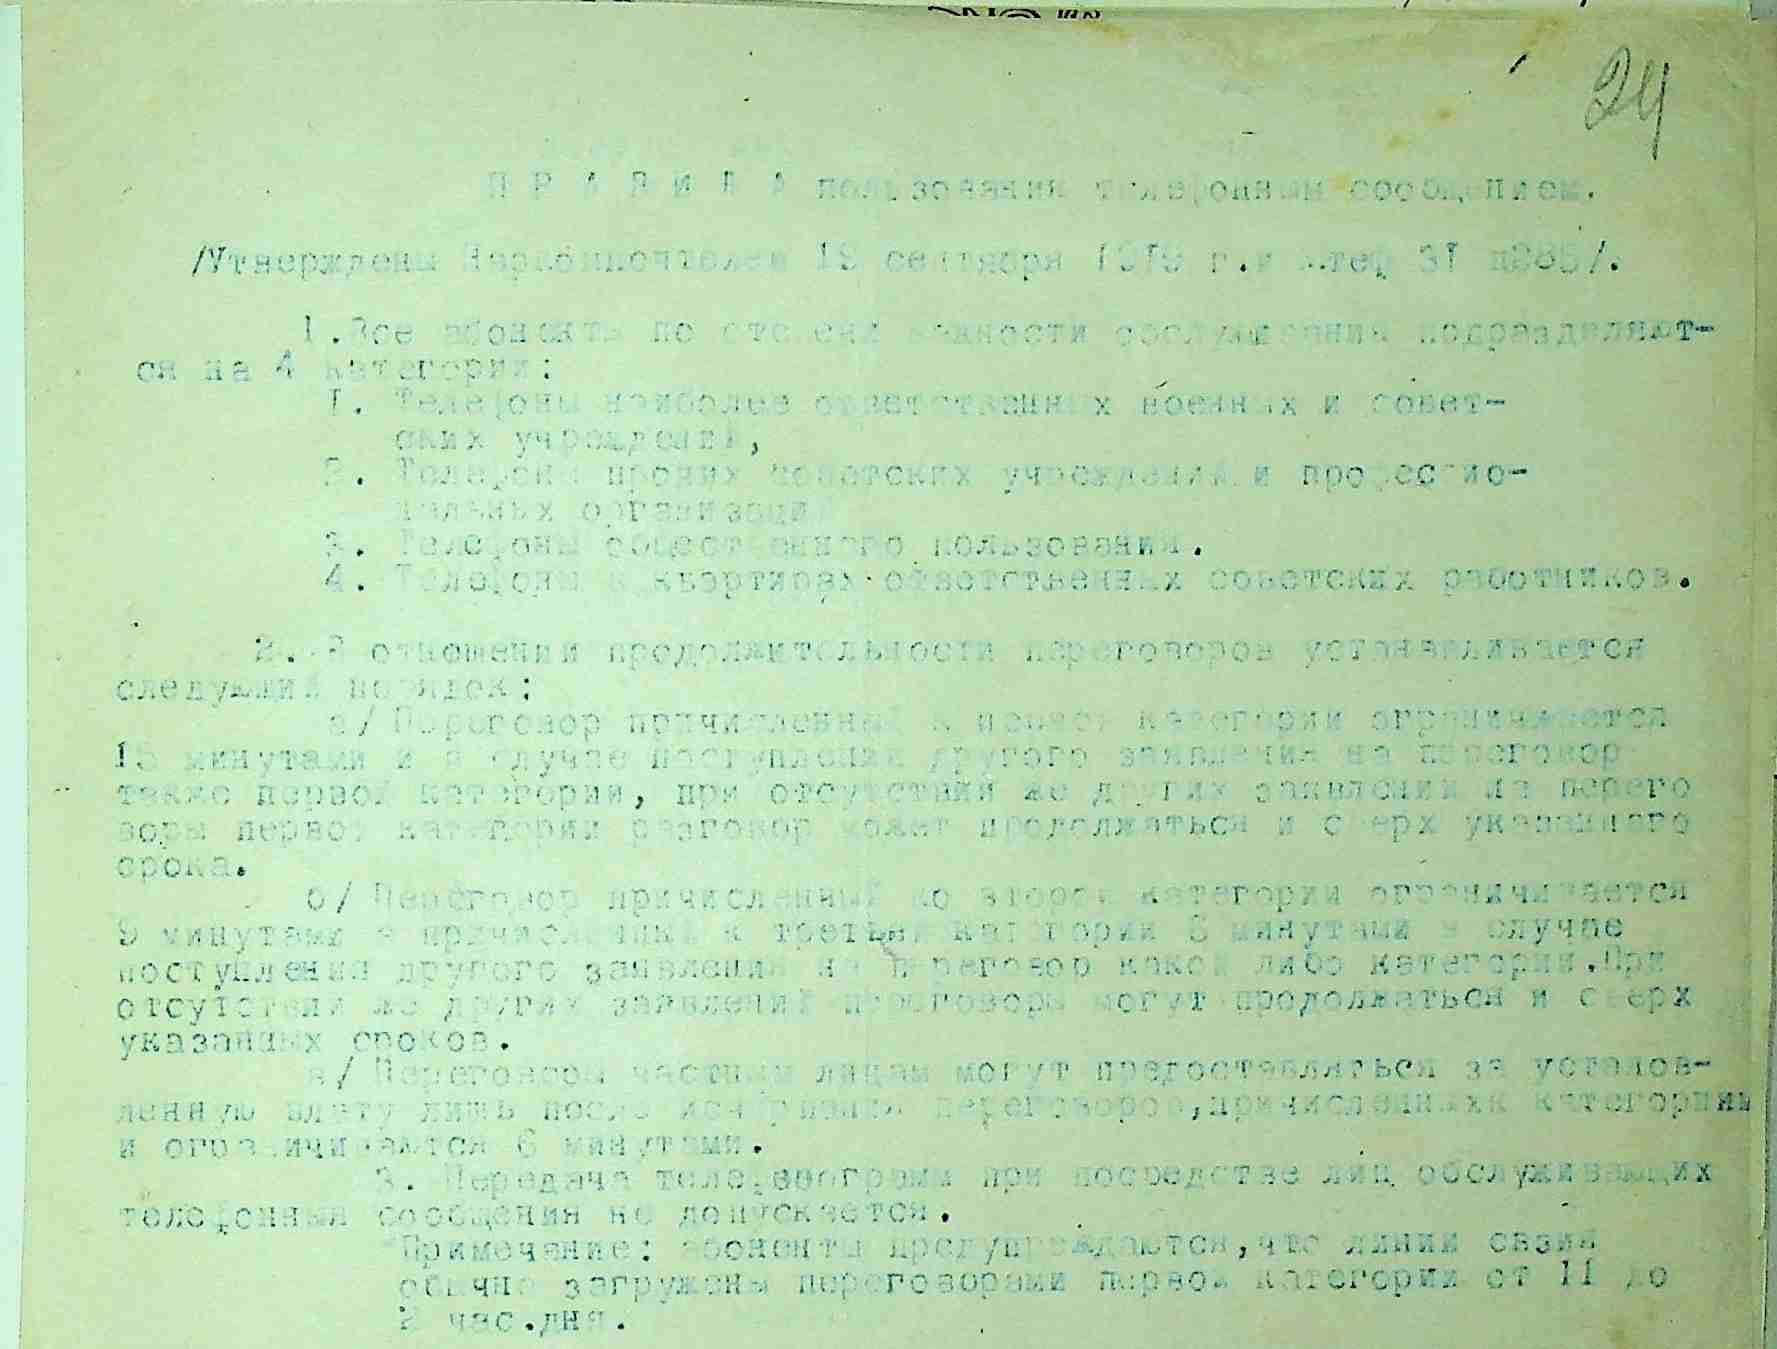 24
П Р А В И Л А пользования телефонным сообщением.
/Утверждены Наркомпочтелем 12 сентября 1919 г.
1.Все абоненты по степени важности обслуживания подразделяют-
ся на 4 категории:
1. Телефоны наиболее ответственных военных и совет-
ских учреждений,
2. Телефоны прочих советских учреждений и профессио-
нальных организаций
3. Телефоны общественного пользования.
4. Телефоны в квартирах ответственных советских работников.
2. В отношении продолжительности переговоров устанавливается
следующий порядок:
а/ Переговор причисленный к первой категории ограничивается
15 минутами и в случае поступления другого заявления на переговор
также первой категории, при отсутствии же других заявлений на перего
воры первой категории разговор может продолжаться и сверх указанного
срока.
б/ Переговор причисленный ко второй категории ограничивается
9 минутами а причисленный к третьей категории 6 минутами в случае
поступления другого заявления на переговор какой либо категории.При
отсутствии же других заявлений переговоры могут продолжаться и сверх
указанных сроков.
в/ Переговоры частным лицам могут предоставляться за установ-
ленную плату лишь после переговоров,причисленных к категориям
и ограничиваются 6 минутами.
3. Передача телефонограмм при посредстве лиц обслуживающих
телефонныя сообщения не допускается.
Примечание: абоненты предупреждаются,что линии связи
обычно загружены переговорами первой категории от 11 до
2 час.дня.